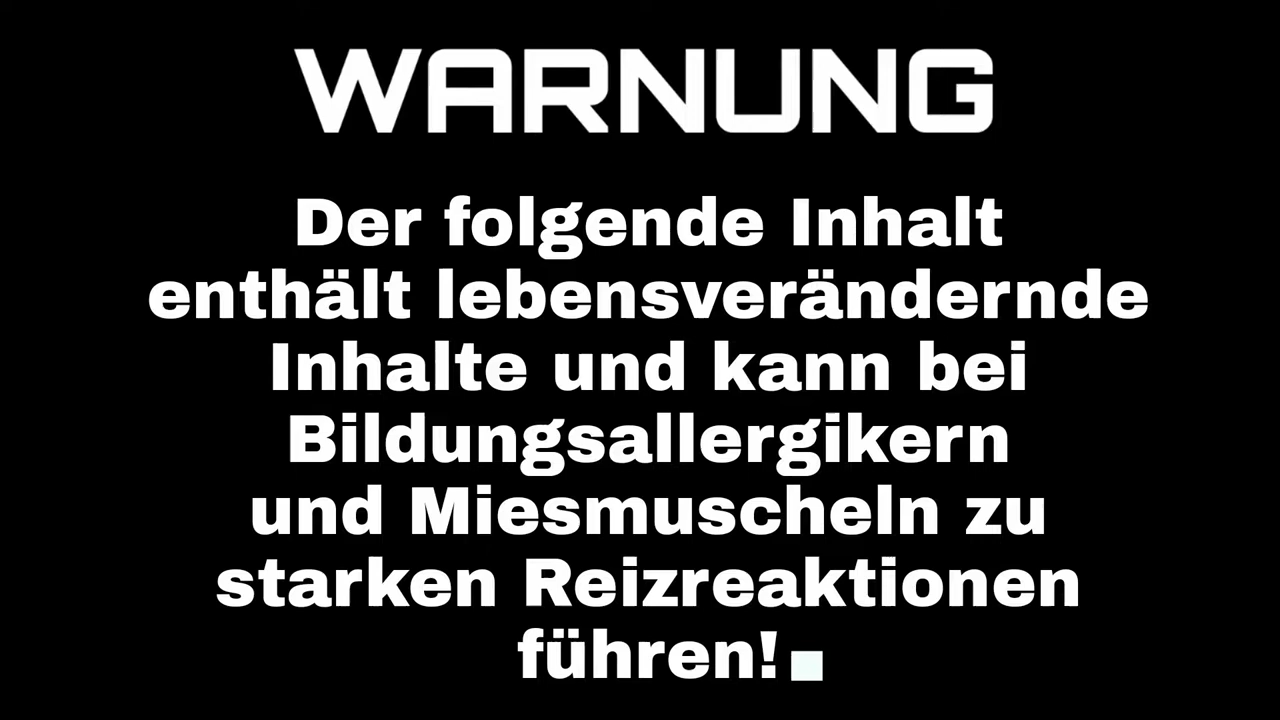 WARNUNG
Der folgende Inhalt
enthält lebensverändernde
Inhalte und kann bei
Bildungsallergikern
und Miesmuscheln zu
starken Reizreaktionen
führen!